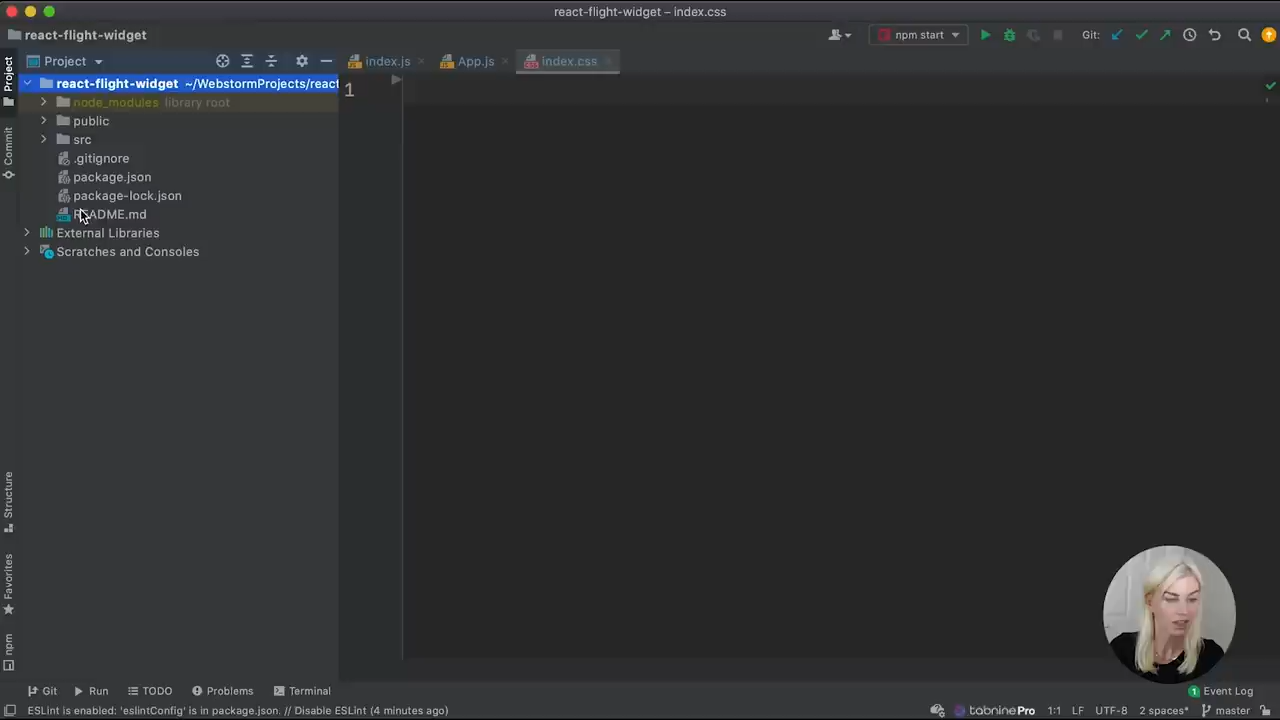 react-flight-widget – index.css
react-flight-widget
npm start
Git:
Project
Project
index.js
App.js
index.css
react-flight-widget ~/WebstormProjects/react
1
node_modules library root
public
Commit
src
.gitignore
package.json
package-lock.json
README.md
External Libraries
Scratches and Consoles
Structure
Favorites
npm
Git
Run
TODO
Problems
Terminal
1 Event Log
ESLint is enabled: 'eslintConfig' is in package.json. // Disable ESLint (4 minutes ago)
tabninePro
1:1
LF
UTF-8
2 spaces*
master